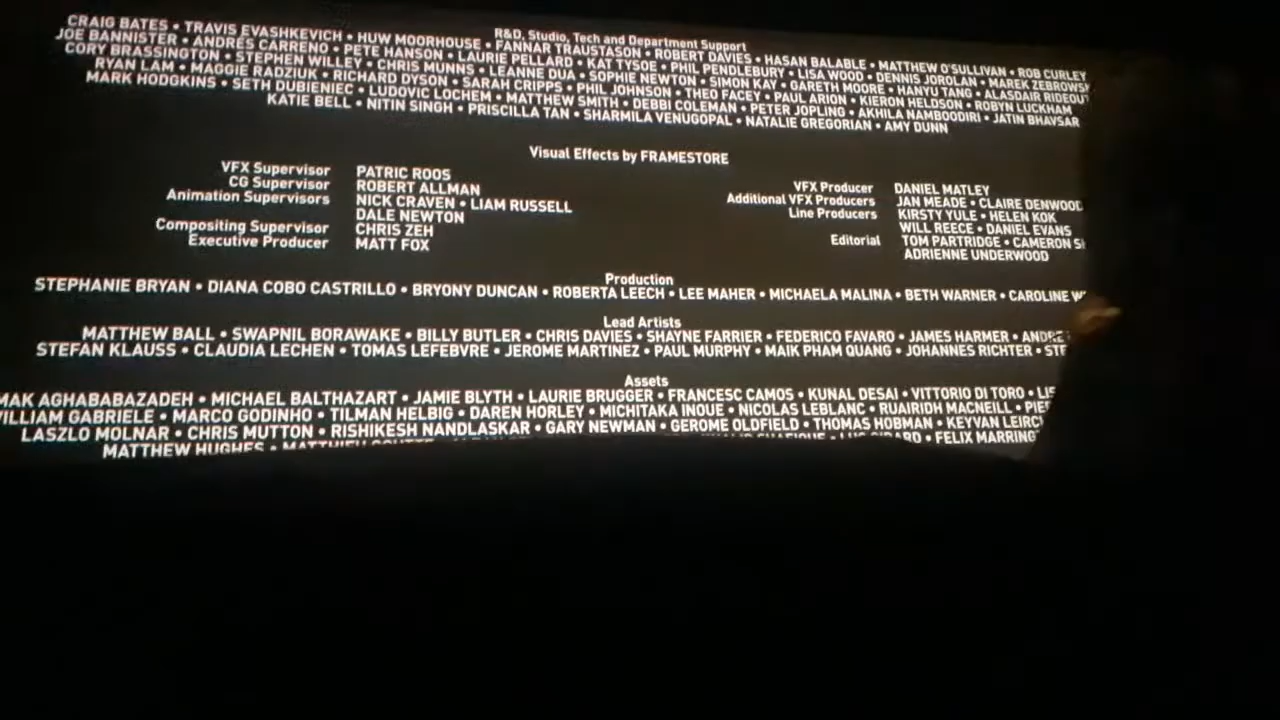 R&D, Studio, Tech and Department Support
CRAIG BATES • TRAVIS EVASHKEVICH • HUW MOORHOUSE • FANNAR TRAUSTASON • ROBERT DAVIES • HASAN BALABLE • MATTHEW O'SULLIVAN • ROB CURLEY
JOE BANNISTER • ANDRES CARRENO • PETE HANSON • LAURIE PELLARD • KAT TYSOE • PHIL PENDLEBURY • LISA WOOD • DENNIS JOROLAN • MAREK ZEBROWSK
CORY BRASSINGTON • STEPHEN WILLEY • CHRIS MUNNS • LEANNE DUA • SOPHIE NEWTON • SIMON KAY • GARETH MOORE • HANYU TANG • ALASDAIR RIDEOUT
RYAN LAM • MAGGIE RADZIUK • RICHARD DYSON • SARAH CRIPPS • PHIL JOHNSON • THEO FACEY • PAUL ARION • KIERON HELDSON • ROBYN LUCKHAM
MARK HODGKINS • SETH DUBIENIEC • LUDOVIC LOCHEM • MATTHEW SMITH • DEBBI COLEMAN • PETER JOPLING • AKHILA NAMBOODIRI • JATIN BHAVSAR
KATIE BELL • NITIN SINGH • PRISCILLA TAN • SHARMILA VENUGOPAL • NATALIE GREGORIAN • AMY DUNN
Visual Effects by FRAMESTORE
VFX Supervisor PATRIC ROOS
CG Supervisor ROBERT ALLMAN
Animation Supervisors NICK CRAVEN • LIAM RUSSELL
DALE NEWTON
Compositing Supervisor CHRIS ZEH
Executive Producer MATT FOX
VFX Producer DANIEL MATLEY
Additional VFX Producers JAN MEADE • CLAIRE DENWOOD
Line Producers KIRSTY YULE • HELEN KOK
WILL REECE • DANIEL EVANS
Editorial TOM PARTRIDGE • CAMERON
ADRIENNE UNDERWOOD
Production
STEPHANIE BRYAN • DIANA COBO CASTRILLO • BRYONY DUNCAN • ROBERTA LEECH • LEE MAHER • MICHAELA MALINA • BETH WARNER • CAROLINE
Lead Artists
MATTHEW BALL • SWAPNIL BORAWAKE • BILLY BUTLER • CHRIS DAVIES • SHAYNE FARRIER • FEDERICO FAVARO • JAMES HARMER •
STEFAN KLAUSS • CLAUDIA LECHEN • TOMAS LEFEBVRE • JEROME MARTINEZ • PAUL MURPHY • MAIK PHAM QUANG • JOHANNES RICHTER •
Assets
MAK AGHABABAZADEH • MICHAEL BALTHAZART • JAMIE BLYTH • LAURIE BRUGGER • FRANCESC CAMOS • KUNAL DESAI • VITTORIO DI TORO •
WILLIAM GABRIELE • MARCO GODINHO • TILMAN HELBIG • DAREN HORLEY • MICHITAKA INOUE • NICOLAS LEBLANC • RUAIRIDH MACNEILL •
LASZLO MOLNAR • CHRIS MUTTON • RISHIKESH NANDLASKAR • GARY NEWMAN • GEROME OLDFIELD • THOMAS HOBMAN • KEYVAN
MATTHEW HUGHES • FELIX